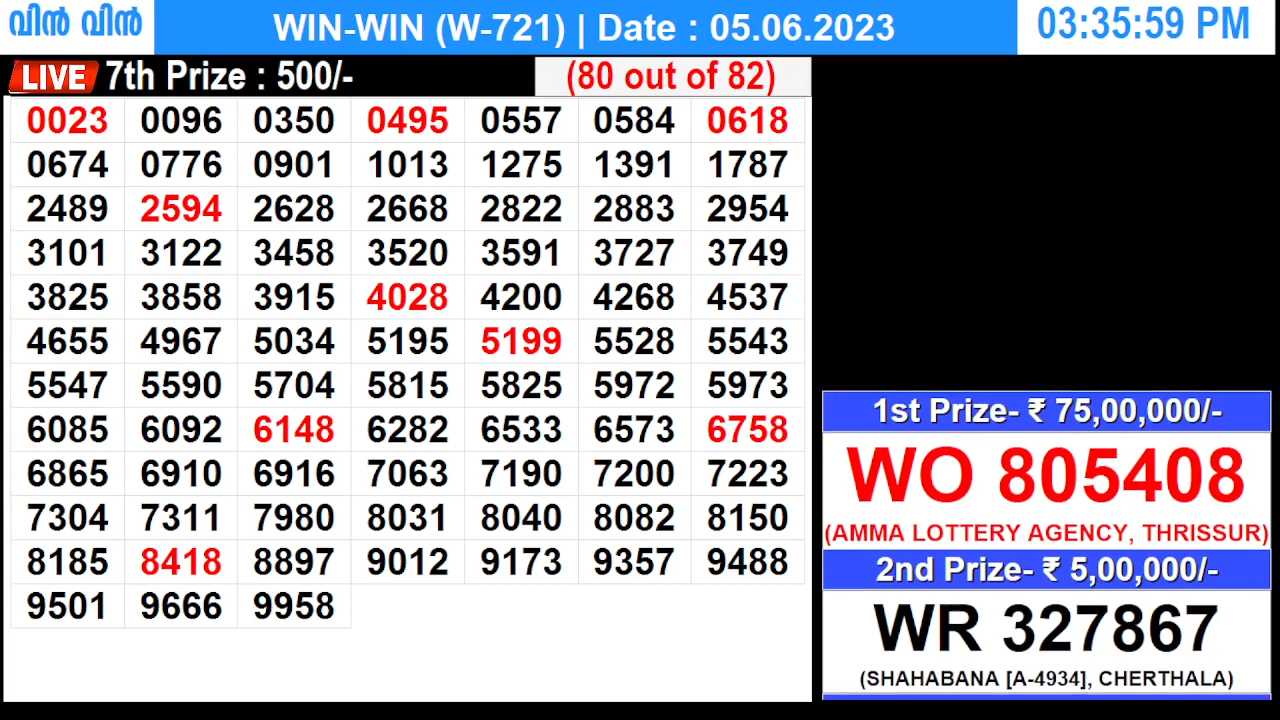 വിൻ വിൻ
WIN-WIN (W-721) | Date : 05.06.2023
03:35:59 PM
LIVE 7th Prize : 500/-
(80 out of 82)
0023 0096 0350 0495 0557 0584 0618
0674 0776 0901 1013 1275 1391 1787
2489 2594 2628 2668 2822 2883 2954
3101 3122 3458 3520 3591 3727 3749
3825 3858 3915 4028 4200 4268 4537
4655 4967 5034 5195 5199 5528 5543
5547 5590 5704 5815 5825 5972 5973
6085 6092 6148 6282 6533 6573 6758
6865 6910 6916 7063 7190 7200 7223
7304 7311 7980 8031 8040 8082 8150
8185 8418 8897 9012 9173 9357 9488
9501 9666 9958
1st Prize- ₹ 75,00,000/-
WO 805408
(AMMA LOTTERY AGENCY, THRISSUR)
2nd Prize- ₹ 5,00,000/-
WR 327867
(SHAHABANA [A-4934], CHERTHALA)